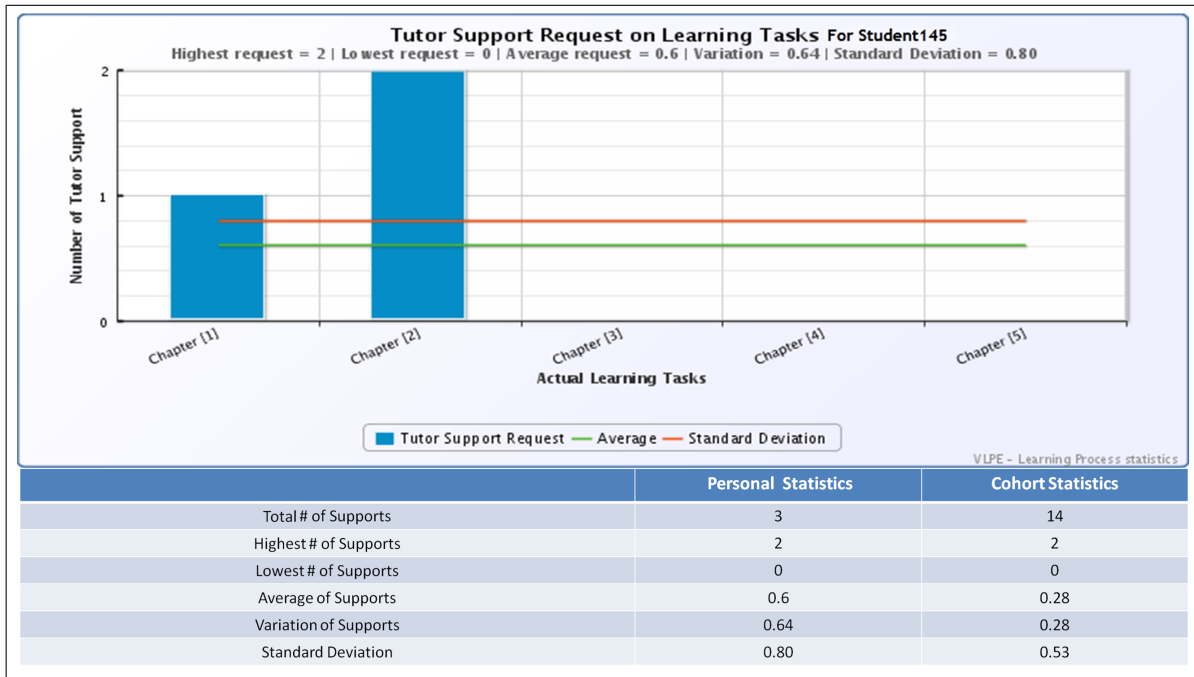 Tutor Support Request on Learning Tasks For Student145
Highest request = 2 | Lowest request = 0 | Average request = 0.6 | Variation = 0.64 | Standard Deviation = 0.80
Number of Tutor Support
2
1
0
Chapter [1] Chapter [2] Chapter [3] Chapter [4] Chapter [5]
Actual Learning Tasks
Tutor Support Request Average Standard Deviation
VLPE - Learning Process statistics
Personal Statistics Cohort Statistics
Total # of Supports 3 14
Highest # of Supports 2 2
Lowest # of Supports 0 0
Average of Supports 0.6 0.28
Variation of Supports 0.64 0.28
Standard Deviation 0.80 0.53